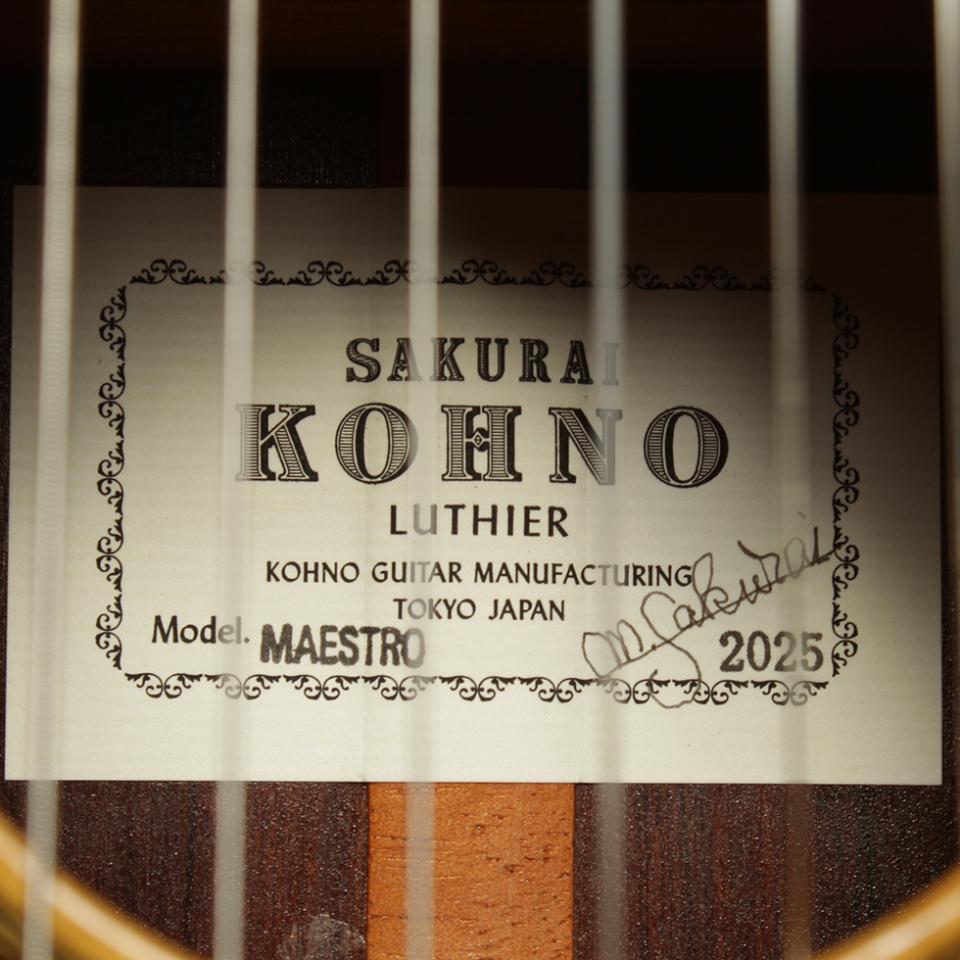 SAKURAI
KOHNO
LUTHIER
KOHNO GUITAR MANUFACTURING
TOKYO JAPAN
M. Sakurai
Model. MAESTRO 2025